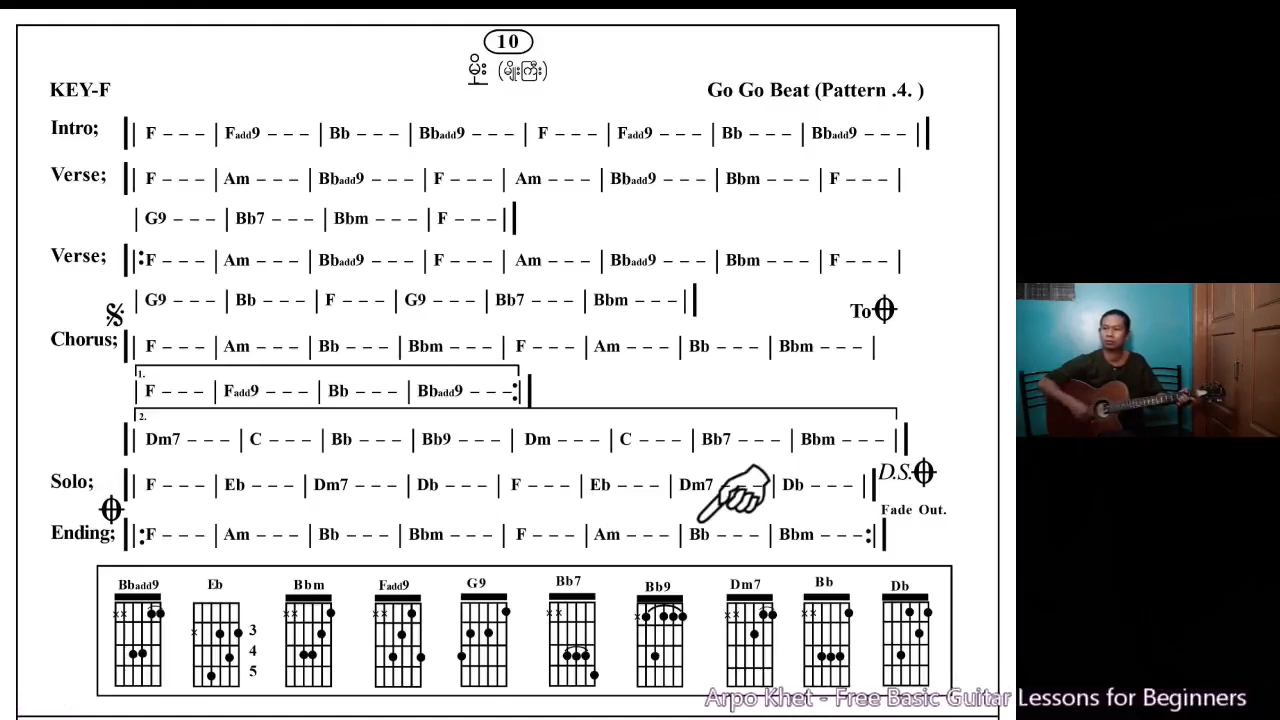 10
မှိုး (မျိုးကြီး)
KEY-F Go Go Beat (Pattern .4. )
Intro; || F – – – | Fadd9 – – – | Bb – – – | Bbadd9 – – – | F – – – | Fadd9 – – – | Bb – – – | Bbadd9 – – – ||
Verse; || F – – – | Am – – – | Bbadd9 – – – | F – – – | Am – – – | Bbadd9 – – – | Bbm – – – | F – – – |
| G9 – – – | Bb7 – – – | Bbm – – – | F – – – ||
Verse; ||: F – – – | Am – – – | Bbadd9 – – – | F – – – | Am – – – | Bbadd9 – – – | Bbm – – – | F – – – |
| G9 – – – | Bb – – – | F – – – | G9 – – – | Bb7 – – – | Bbm – – – ||
To
Chorus; || F – – – | Am – – – | Bb – – – | Bbm – – – | F – – – | Am – – – | Bb – – – | Bbm – – – |
1.
| F – – – | Fadd9 – – – | Bb – – – | Bbadd9 – – – :||
2.
|| Dm7 – – – | C – – – | Bb – – – | Bb9 – – – | Dm – – – | C – – – | Bb7 – – – | Bbm – – – ||
Solo; || F – – – | Eb – – – | Dm7 – – – | Db – – – | F – – – | Eb – – – | Dm7 – – – | Db – – – || D.S.
Fade Out.
Ending; ||: F – – – | Am – – – | Bb – – – | Bbm – – – | F – – – | Am – – – | Bb – – – | Bbm – – – :||
Bbadd9 Eb Bbm Fadd9 G9 Bb7 Bb9 Dm7 Bb Db
3
4
5
Arpo Khet - Free Basic Guitar Lessons for Beginners